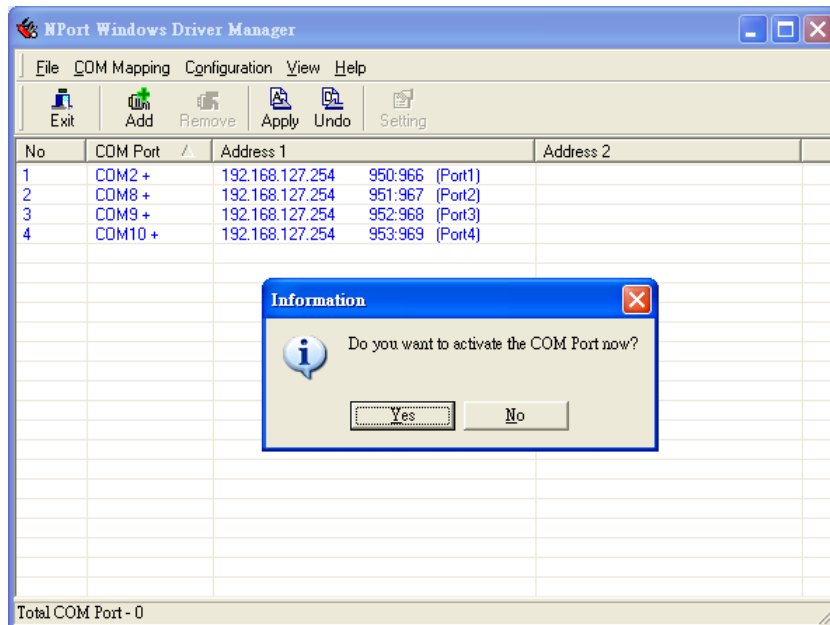 NPort Windows Driver Manager
File COM Mapping Configuration View Help
Exit Add Remove Apply Undo Setting
No COM Port Address 1 Address 2
1 COM2 + 192.168.127.254 950:966 (Port1)
2 COM8 + 192.168.127.254 951:967 (Port2)
3 COM9 + 192.168.127.254 952:968 (Port3)
4 COM10 + 192.168.127.254 953:969 (Port4)
Information
Do you want to activate the COM Port now?
Yes No
Total COM Port - 0